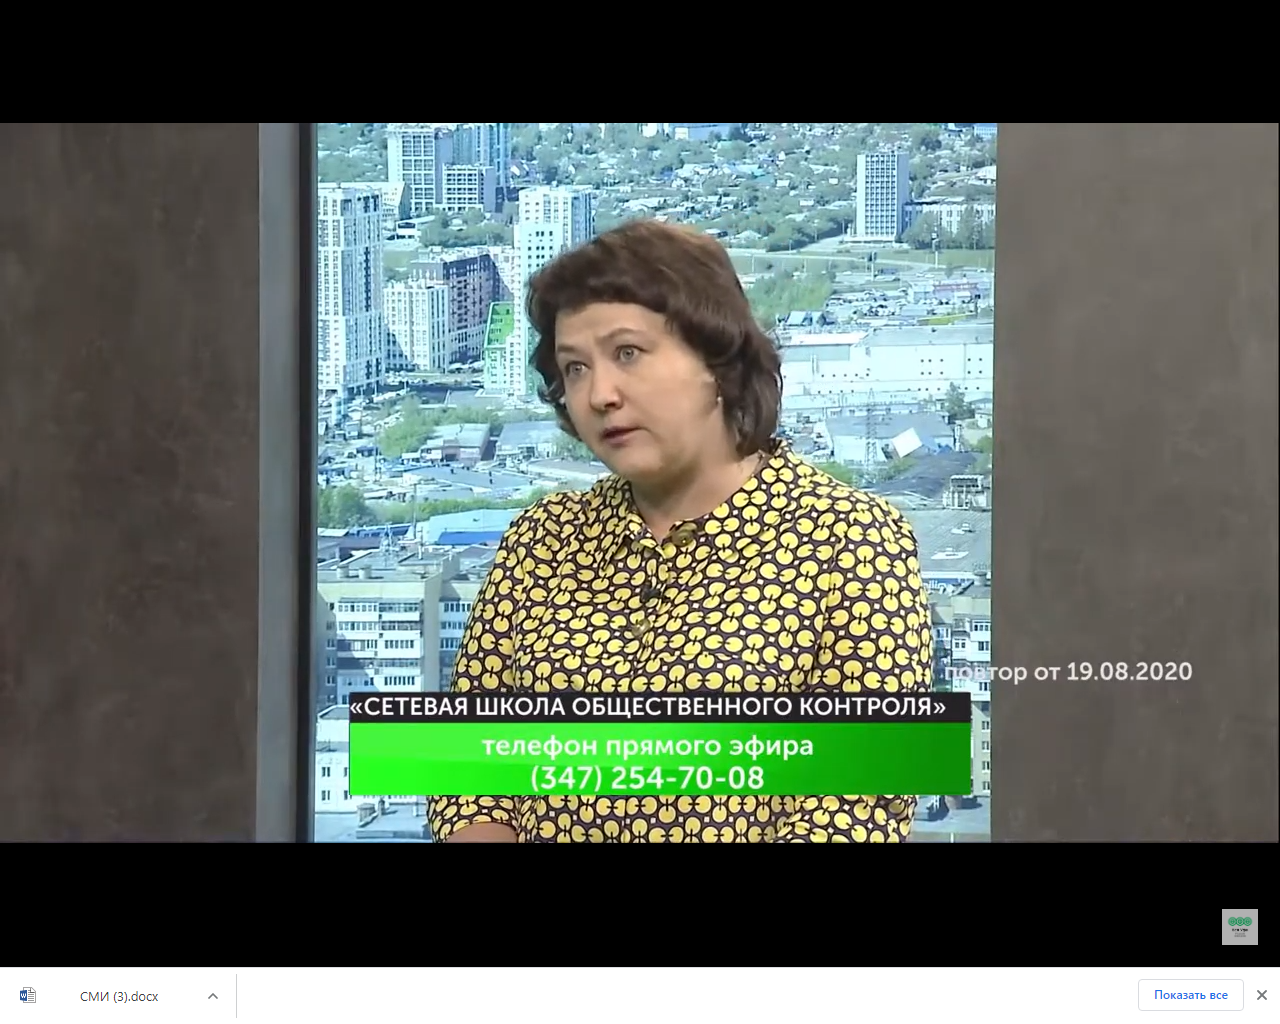 повтор от 19.08.2020
«СЕТЕВАЯ ШКОЛА ОБЩЕСТВЕННОГО КОНТРОЛЯ»
телефон прямого эфира
(347) 254-70-08
СМИ (3).docx
Показать все